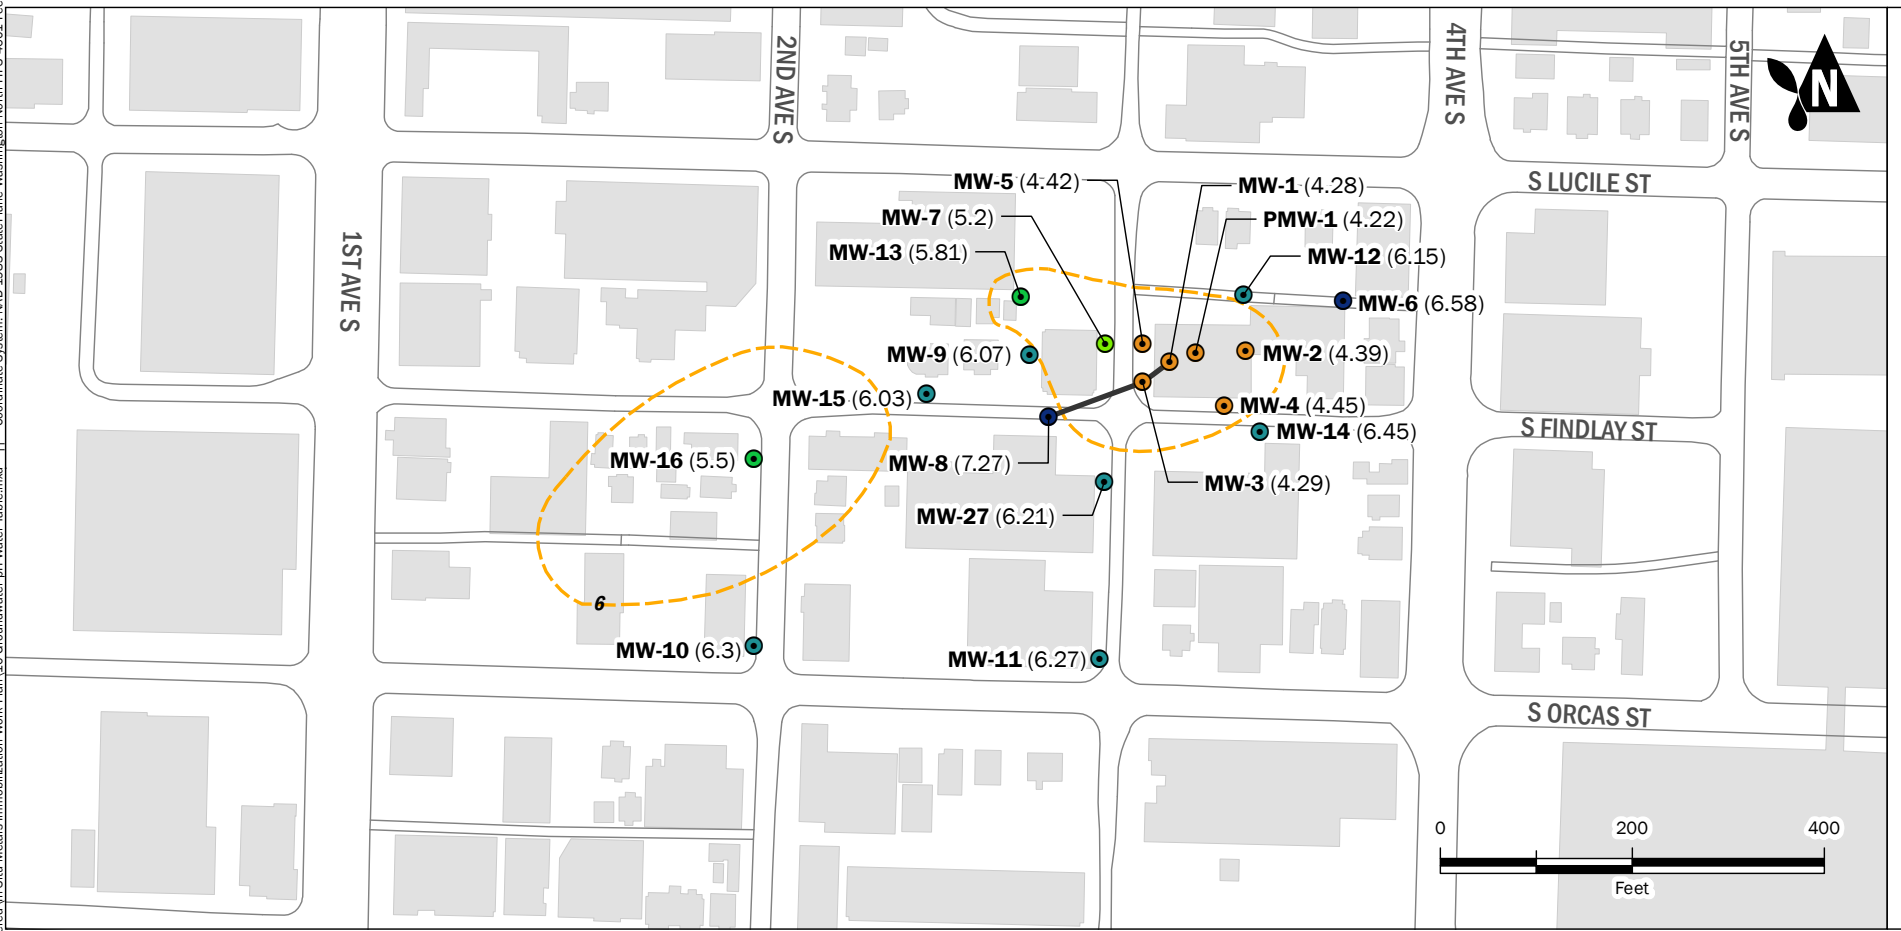 2ND AVE S
4TH AVE S
5TH AVE S
N
1ST AVE S
S LUCILE ST
MW-5 (4.42)
MW-1 (4.28)
MW-7 (5.2)
PMW-1 (4.22)
MW-13 (5.81)
MW-12 (6.15)
MW-6 (6.58)
MW-9 (6.07)
MW-2 (4.39)
MW-15 (6.03)
MW-4 (4.45)
S FINDLAY ST
MW-14 (6.45)
MW-16 (5.5)
MW-8 (7.27)
MW-3 (4.29)
MW-27 (6.21)
6
MW-10 (6.3)
MW-11 (6.27)
S ORCAS ST
0 200 400
Feet